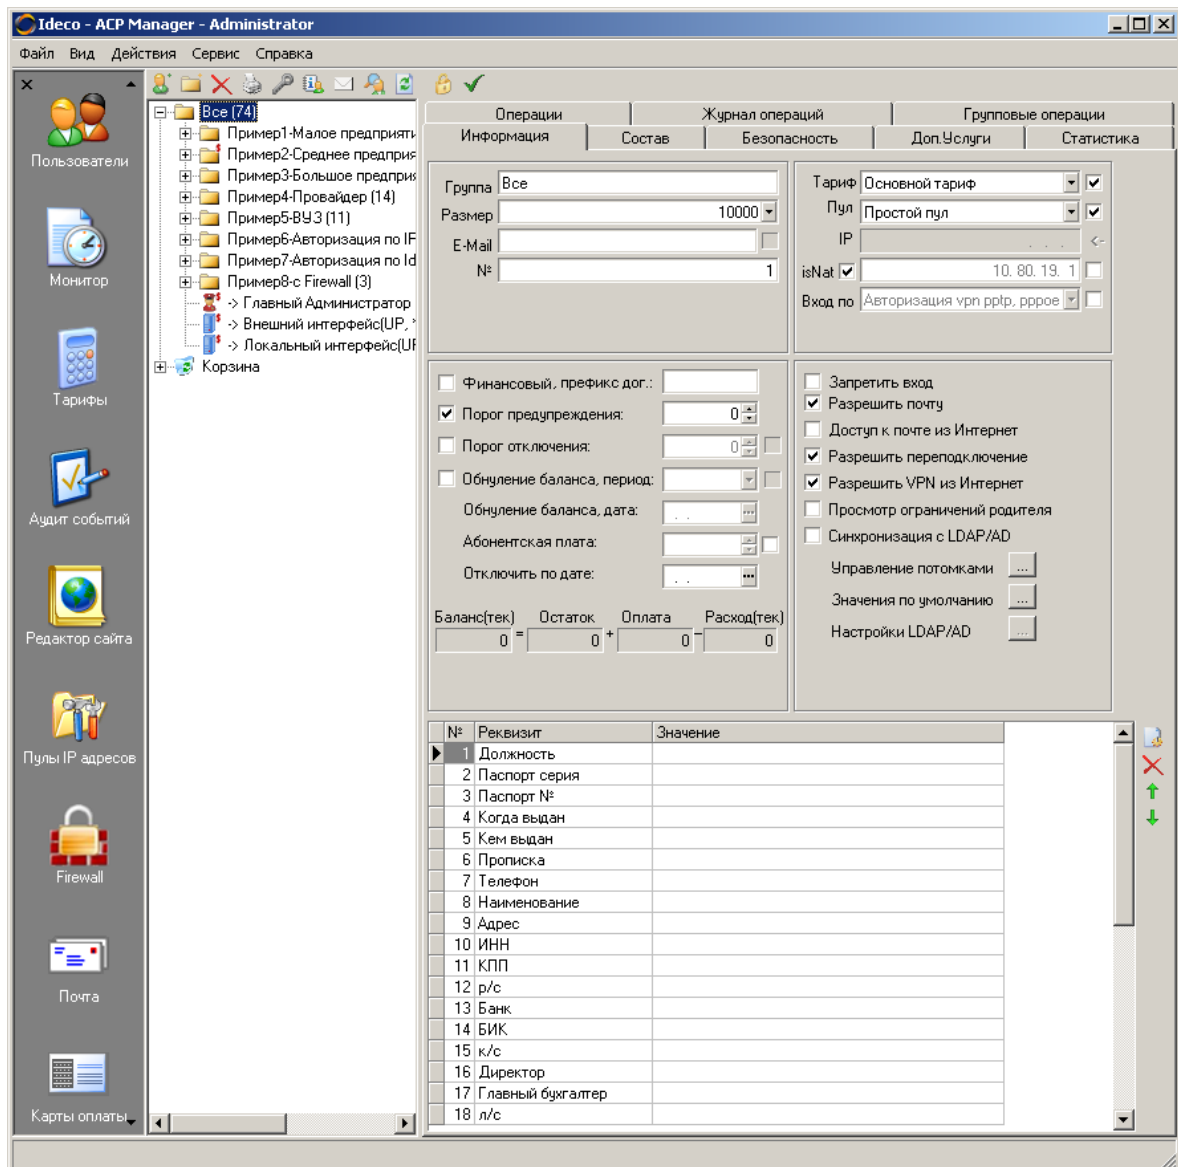 Ideco - ACP Manager - Administrator
Файл Вид Действия Сервис Справка
Пользователи
Монитор
Тарифы
Аудит событий
Редактор сайта
Пулы IP адресов
Firewall
Почта
Карты оплаты
Все (74)
Пример1-Малое предприяти
Пример2-Среднее предприя
Пример3-Большое предприя
Пример4-Провайдер (14)
Пример5-ВУЗ (11)
Пример6-Авторизация по IF
Пример7-Авторизация по Id
Пример8-с Firewall (3)
-> Главный Администратор
-> Внешний интерфейс(UP, "
-> Локальный интерфейс(UF
Корзина
Операции Журнал операций Групповые операции
Информация Состав Безопасность Доп.Услуги Статистика
Группа Все
Размер 10000
E-Mail
№ 1
Тариф Основной тариф
Пул Простой пул
IP . . . <-
isNat 10. 80. 19. 1
Вход по Авторизация vpn pptp, pppoe
Финансовый, префикс дог.:
Порог предупреждения: 0
Порог отключения: 0
Обнуление баланса, период:
Обнуление баланса, дата: . . ...
Абонентская плата:
Отключить по дате: . . ...
Баланс(тек) Остаток Оплата Расход(тек)
0 = 0 + 0 - 0
Запретить вход
Разрешить почту
Доступ к почте из Интернет
Разрешить переподключение
Разрешить VPN из Интернет
Просмотр ограничений родителя
Синхронизация с LDAP/AD
Управление потомками ...
Значения по умолчанию ...
Настройки LDAP/AD ...
№ Реквизит Значение
1 Должность
2 Паспорт серия
3 Паспорт №
4 Когда выдан
5 Кем выдан
6 Прописка
7 Телефон
8 Наименование
9 Адрес
10 ИНН
11 КПП
12 р/с
13 Банк
14 БИК
15 к/с
16 Директор
17 Главный бухгалтер
18 л/с